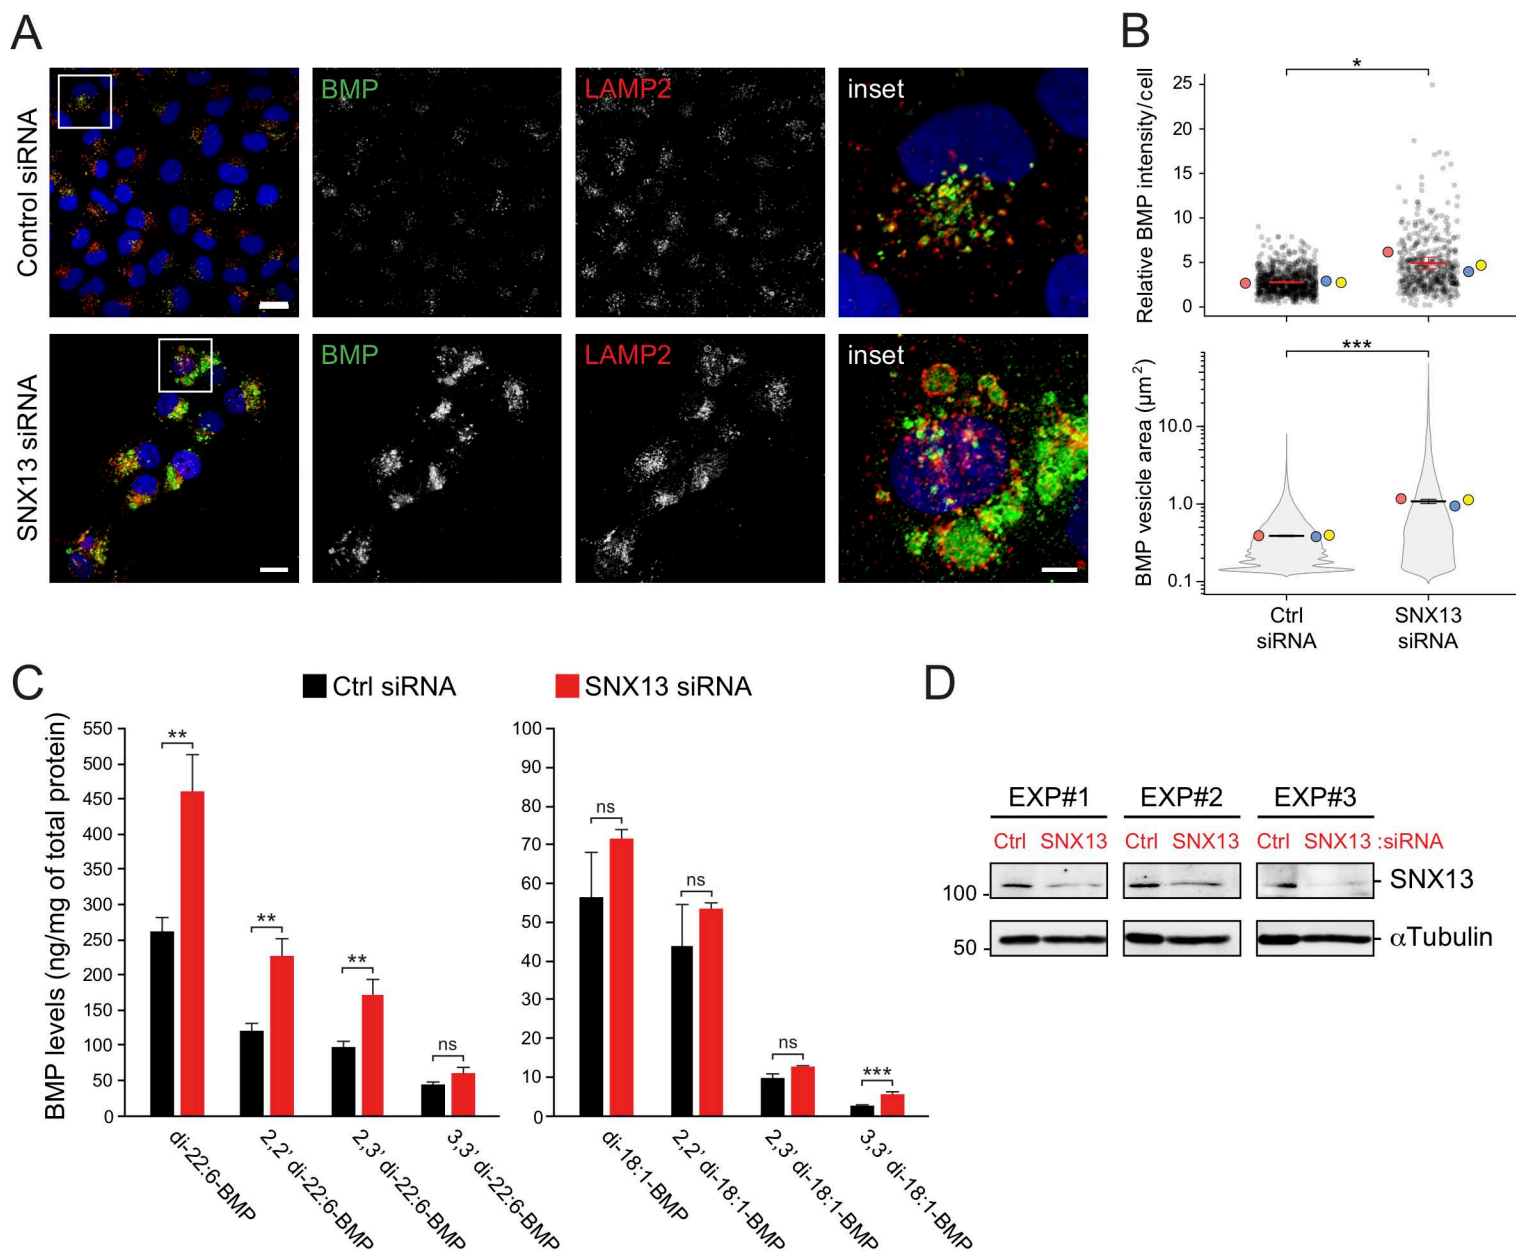 A
Control siRNA
BMP
LAMP2
inset
SNX13 siRNA
BMP
LAMP2
inset
B
Relative BMP intensity/cell
25
20
15
10
5
0
*
BMP vesicle area (µm²)
10.0
1.0
0.1
***
Ctrl
siRNA
SNX13
siRNA
C
Ctrl siRNA
SNX13 siRNA
BMP levels (ng/mg of total protein)
550
500
450
400
350
300
250
200
150
100
50
0
**
**
**
ns
di-22:6-BMP
2,2' di-22:6-BMP
2,3' di-22:6-BMP
3,3' di-22:6-BMP
100
90
80
70
60
50
40
30
20
10
0
ns
ns
ns
***
di-18:1-BMP
2,2' di-18:1-BMP
2,3' di-18:1-BMP
3,3' di-18:1-BMP
D
EXP#1 EXP#2 EXP#3
Ctrl SNX13 Ctrl SNX13 Ctrl SNX13 :siRNA
100
SNX13
50
αTubulin